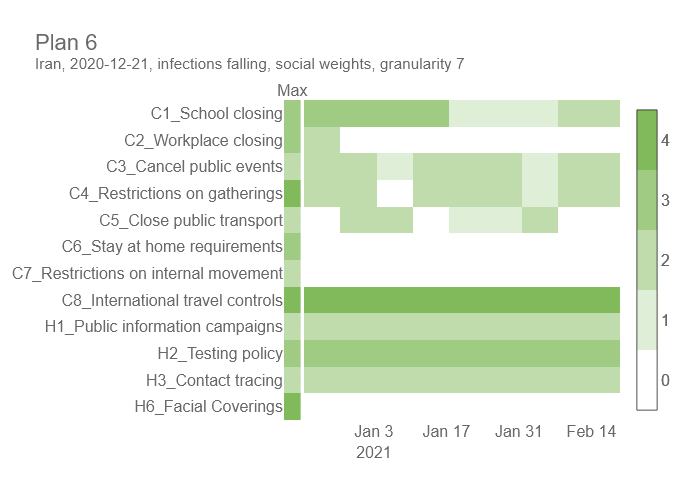 Plan 6
Iran, 2020-12-21, infections falling, social weights, granularity 7
Max
C1_School closing
C2_Workplace closing
C3_Cancel public events
C4_Restrictions on gatherings
C5_Close public transport
C6_Stay at home requirements
C7_Restrictions on internal movement
C8_International travel controls
H1_Public information campaigns
H2_Testing policy
H3_Contact tracing
H6_Facial Coverings
4
3
2
1
0
Jan 3 Jan 17 Jan 31 Feb 14
2021